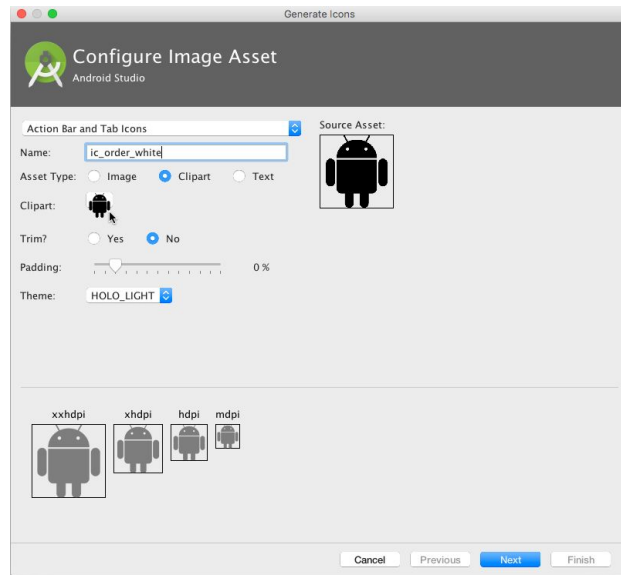 Generate Icons
Configure Image Asset
Android Studio
Action Bar and Tab Icons
Source Asset:
Name: ic_order_white
Asset Type: Image Clipart Text
Clipart:
Trim? Yes No
Padding: 0 %
Theme: HOLO_LIGHT
xxhdpi xhdpi hdpi mdpi
Cancel Previous Next Finish